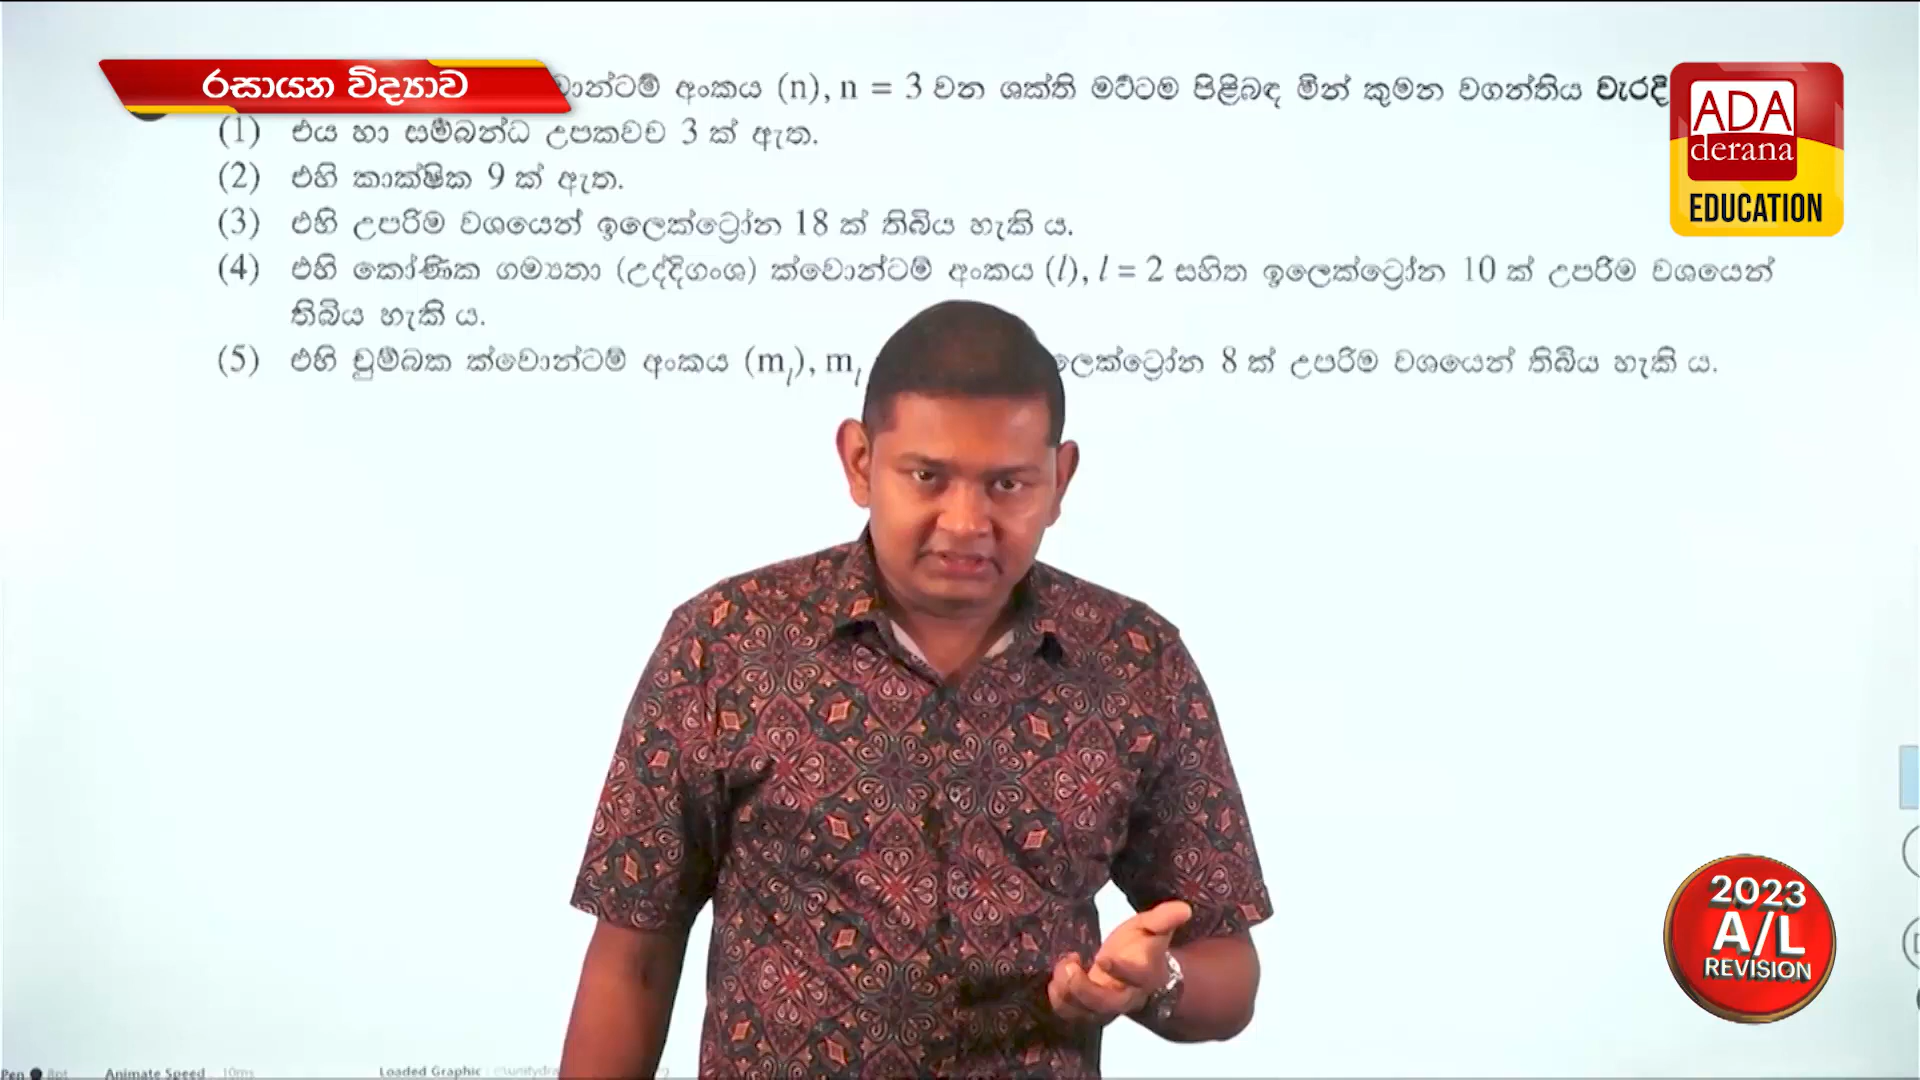 රසායන විද්‍යාව
අංකය (n), n = 3 වන ශක්ති මට්ටම පිළිබඳ මින් කුමන වගන්තිය වැරදි
(1) එය හා සම්බන්ධ උපකවච 3 ක් ඇත.
(2) එහි කාක්ෂික 9 ක් ඇත.
(3) එහි උපරිම වශයෙන් ඉලෙක්ට්‍රෝන 18 ක් තිබිය හැකි ය.
(4) එහි කෝණික ගම්‍යතා (උද්දිගංශ) ක්වොන්ටම් අංකය (l), l = 2 සහිත ඉලෙක්ට්‍රෝන 10 ක් උපරිම වශයෙන්
තිබිය හැකි ය.
(5) එහි චුම්බක ක්වොන්ටම් අංකය (mₗ), mₗ 8 ක් උපරිම වශයෙන් තිබිය හැකි ය.
ADA
derana
EDUCATION
2023
A/L
REVISION
Pen 8pt Animate Speed 10ms Loaded Graphic